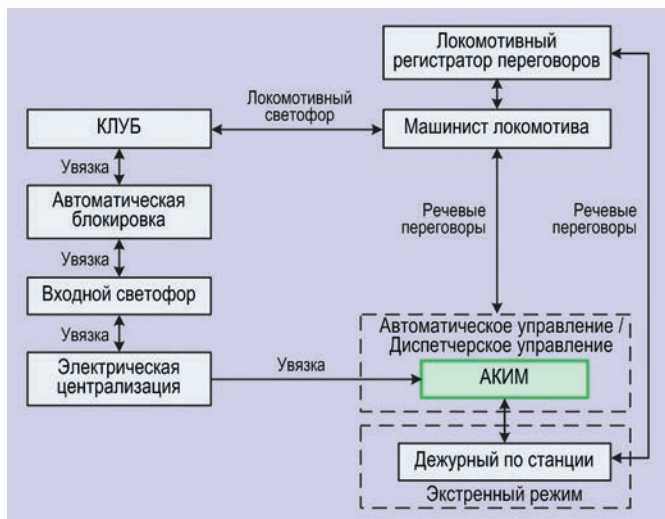 Локомотивный
регистратор переговоров
Локомотивный
светофор
КЛУБ
Машинист локомотива
Увязка
Автоматическая
блокировка
Речевые
переговоры
Речевые
переговоры
Увязка
Входной светофор
Увязка
Автоматическое управление /
Диспетчерское управление
Электрическая
централизация
Увязка
АКИМ
Дежурный по станции
Экстренный режим